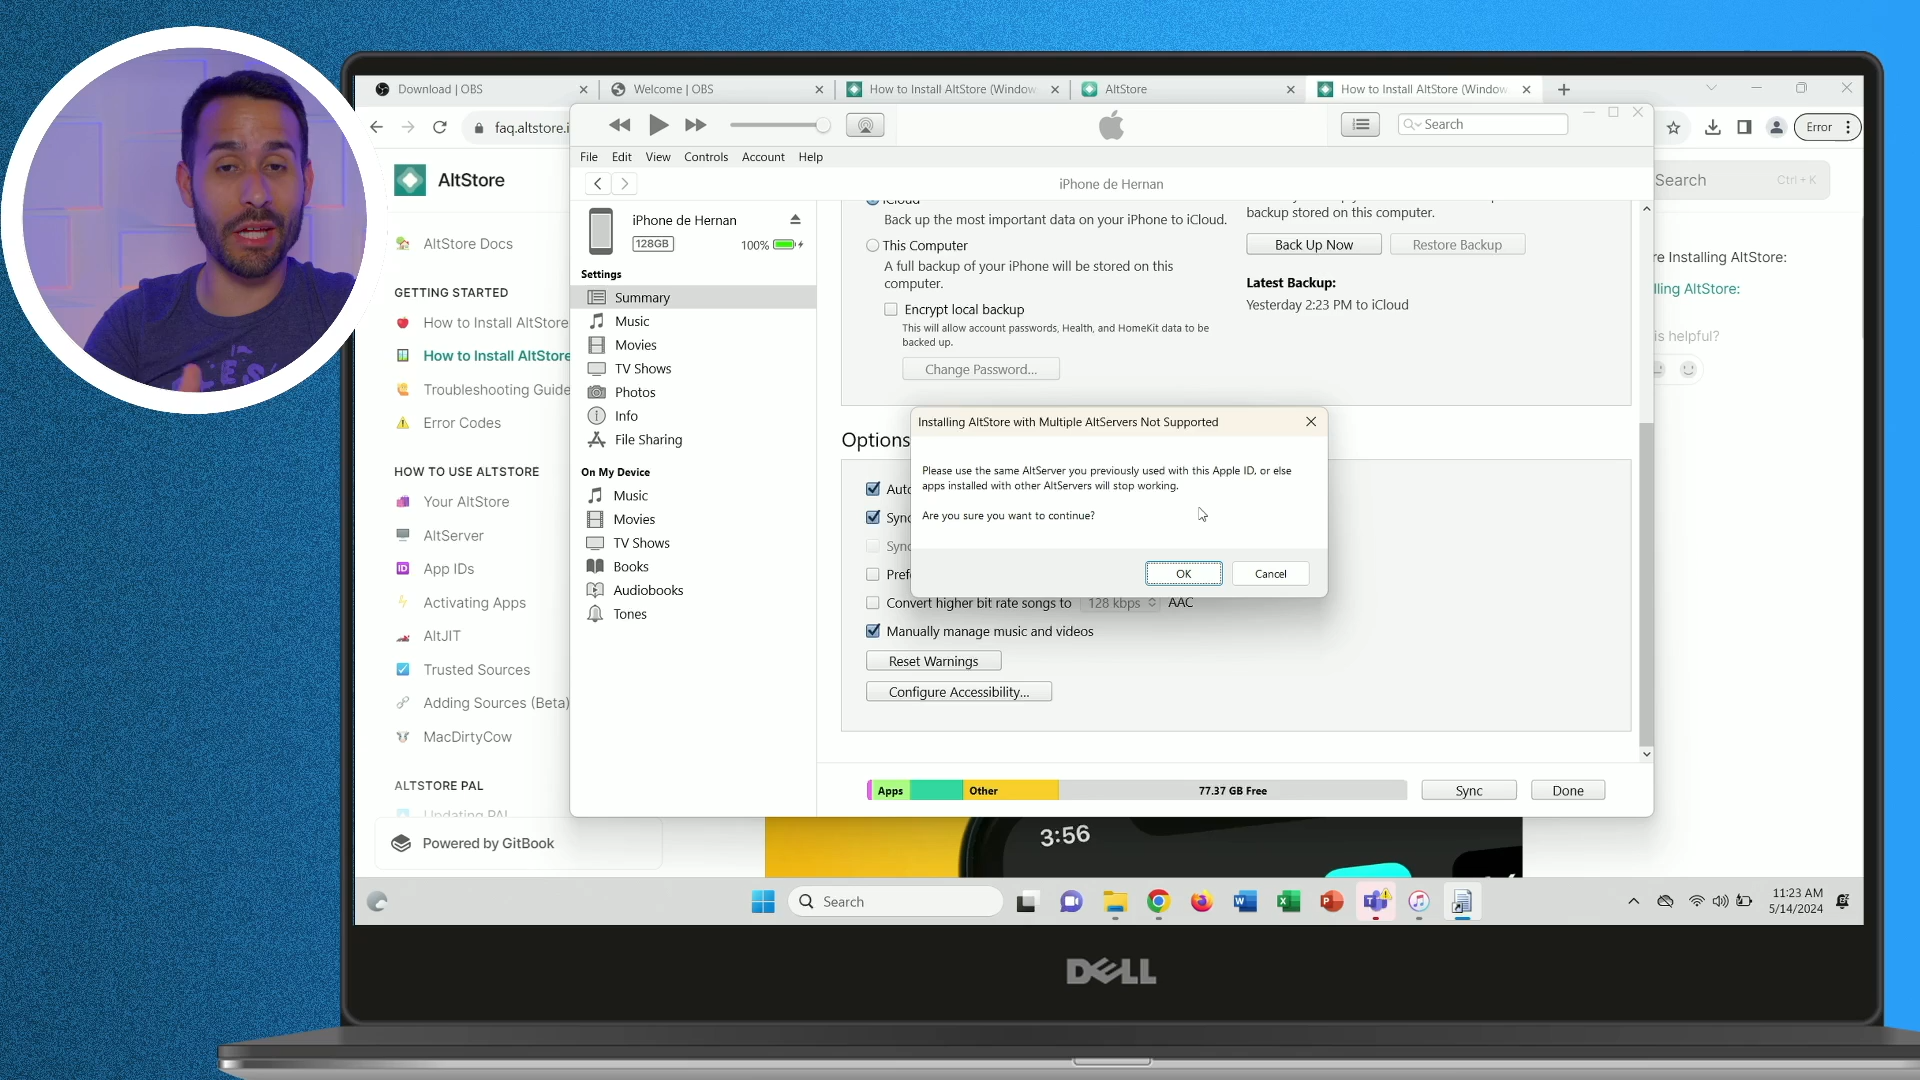 Download | OBS
Welcome | OBS
How to Install AltStore (Window
AltStore
How to Install AltStore (Window
faq.altstore.i
Search
Error
File Edit View Controls Account Help
iPhone de Hernan
AltStore
Search
Ctrl + K
AltStore Docs
GETTING STARTED
How to Install AltStore
How to Install AltStore
Troubleshooting Guide
Error Codes
HOW TO USE ALTSTORE
Your AltStore
AltServer
App IDs
Activating Apps
AltJIT
Trusted Sources
Adding Sources (Beta)
MacDirtyCow
ALTSTORE PAL
Updating PAL
Powered by GitBook
iPhone de Hernan
128GB
100%
Settings
Summary
Music
Movies
TV Shows
Photos
Info
File Sharing
On My Device
Music
Movies
TV Shows
Books
Audiobooks
Tones
iCloud
Back up the most important data on your iPhone to iCloud.
This Computer
A full backup of your iPhone will be stored on this
computer.
Encrypt local backup
This will allow account passwords, Health, and HomeKit data to be
backed up.
Change Password...
backup stored on this computer.
Back Up Now
Restore Backup
Latest Backup:
Yesterday 2:23 PM to iCloud
re Installing AltStore:
lling AltStore:
is helpful?
Options
Installing AltStore with Multiple AltServers Not Supported
Please use the same AltServer you previously used with this Apple ID, or else
apps installed with other AltServers will stop working.
Are you sure you want to continue?
OK
Cancel
Auto
Sync
Sync
Pref
Convert higher bit rate songs to 128 kbps AAC
Manually manage music and videos
Reset Warnings
Configure Accessibility...
Apps
Other
77.37 GB Free
Sync
Done
3:56
Search
11:23 AM
5/14/2024
DELL